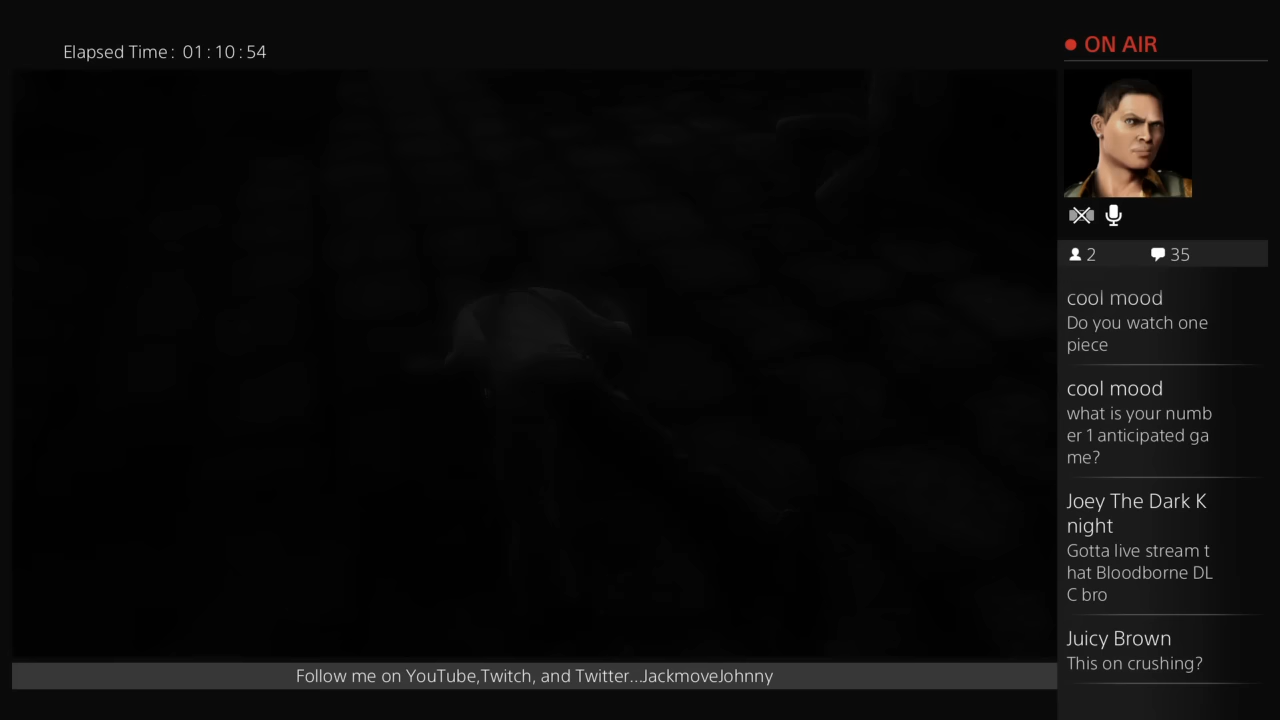 Elapsed Time: 01:10:54
ON AIR
2
35
cool mood
Do you watch one
piece
cool mood
what is your numb
er 1 anticipated ga
me?
Joey The Dark K
night
Gotta live stream t
hat Bloodborne DL
C bro
Juicy Brown
This on crushing?
Follow me on YouTube,Twitch, and Twitter...JackmoveJohnny